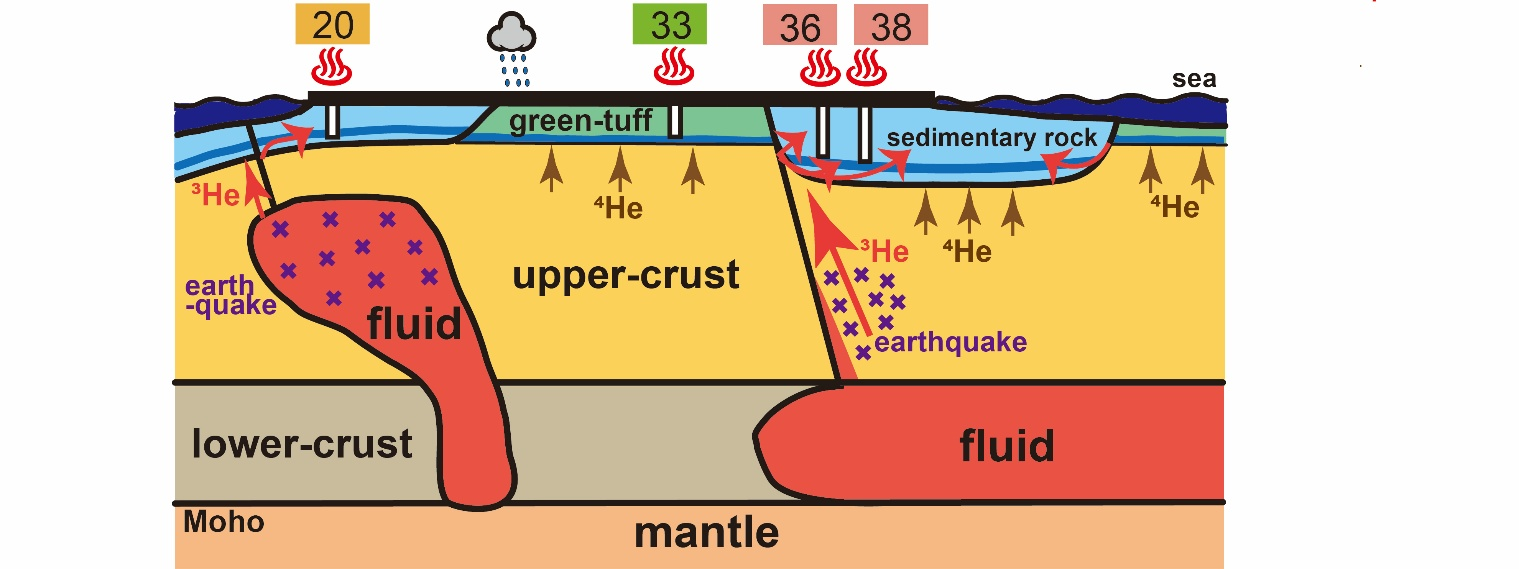 20
33
36
38
sea
green-tuff
sedimentary rock
³He
⁴He
⁴He
³He
⁴He
upper-crust
earth
-quake
fluid
earthquake
lower-crust
fluid
Moho
mantle